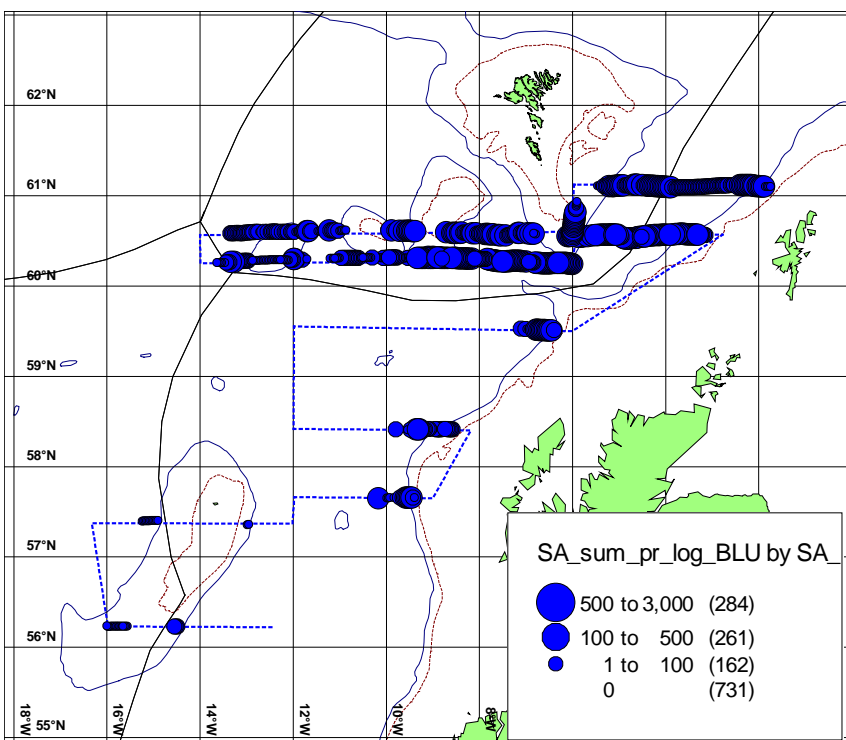 62°N
61°N
60°N
59°N
58°N
57°N
56°N
55°N
18°W
16°W
14°W
12°W
10°W
8°W
SA_sum_pr_log_BLU by SA_
500 to 3,000 (284)
100 to 500 (261)
1 to 100 (162)
0 (731)